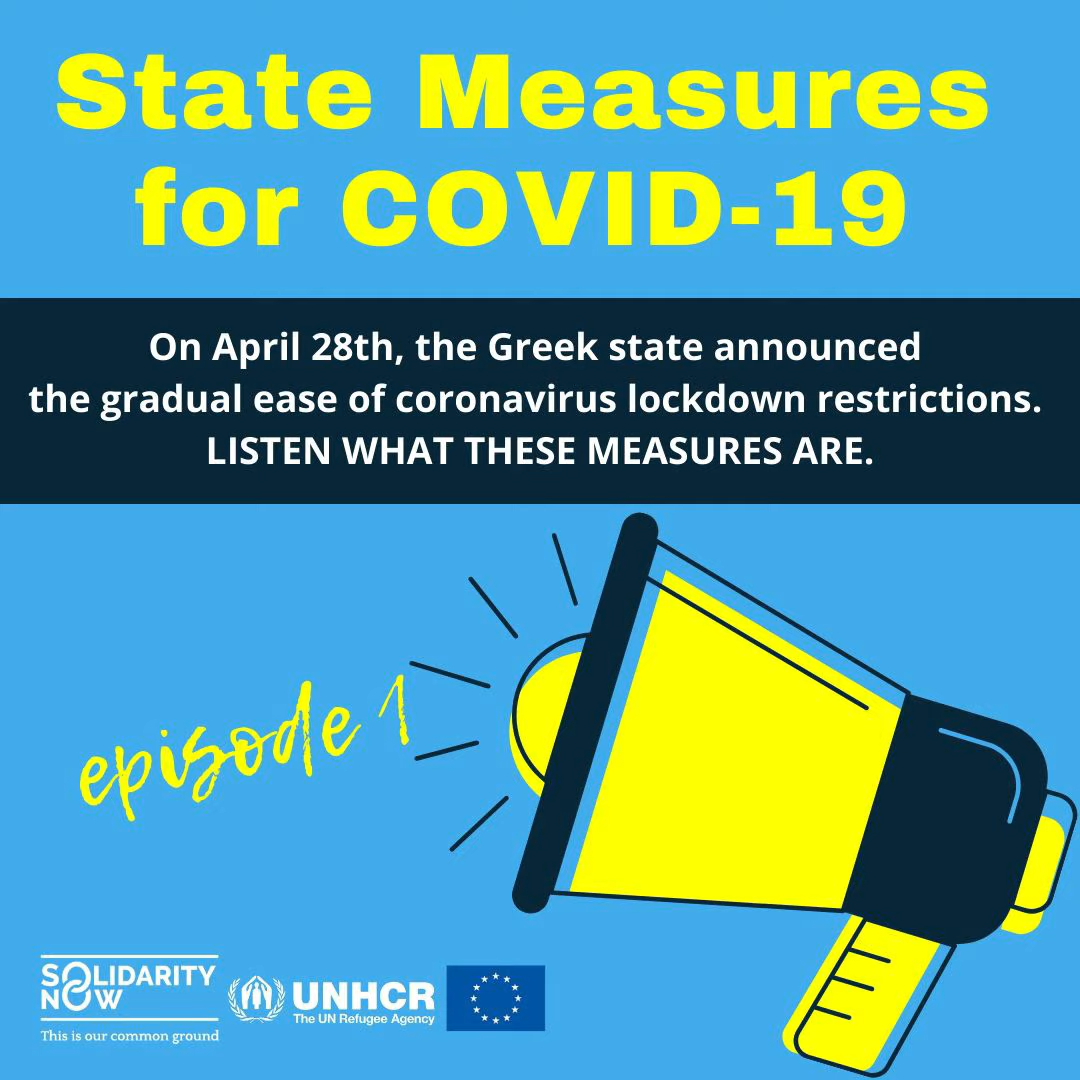 State Measures
for COVID-19
On April 28th, the Greek state announced
the gradual ease of coronavirus lockdown restrictions.
LISTEN WHAT THESE MEASURES ARE.
episode 1
SOLIDARITY
NOW
This is our common ground
UNHCR
The UN Refugee Agency